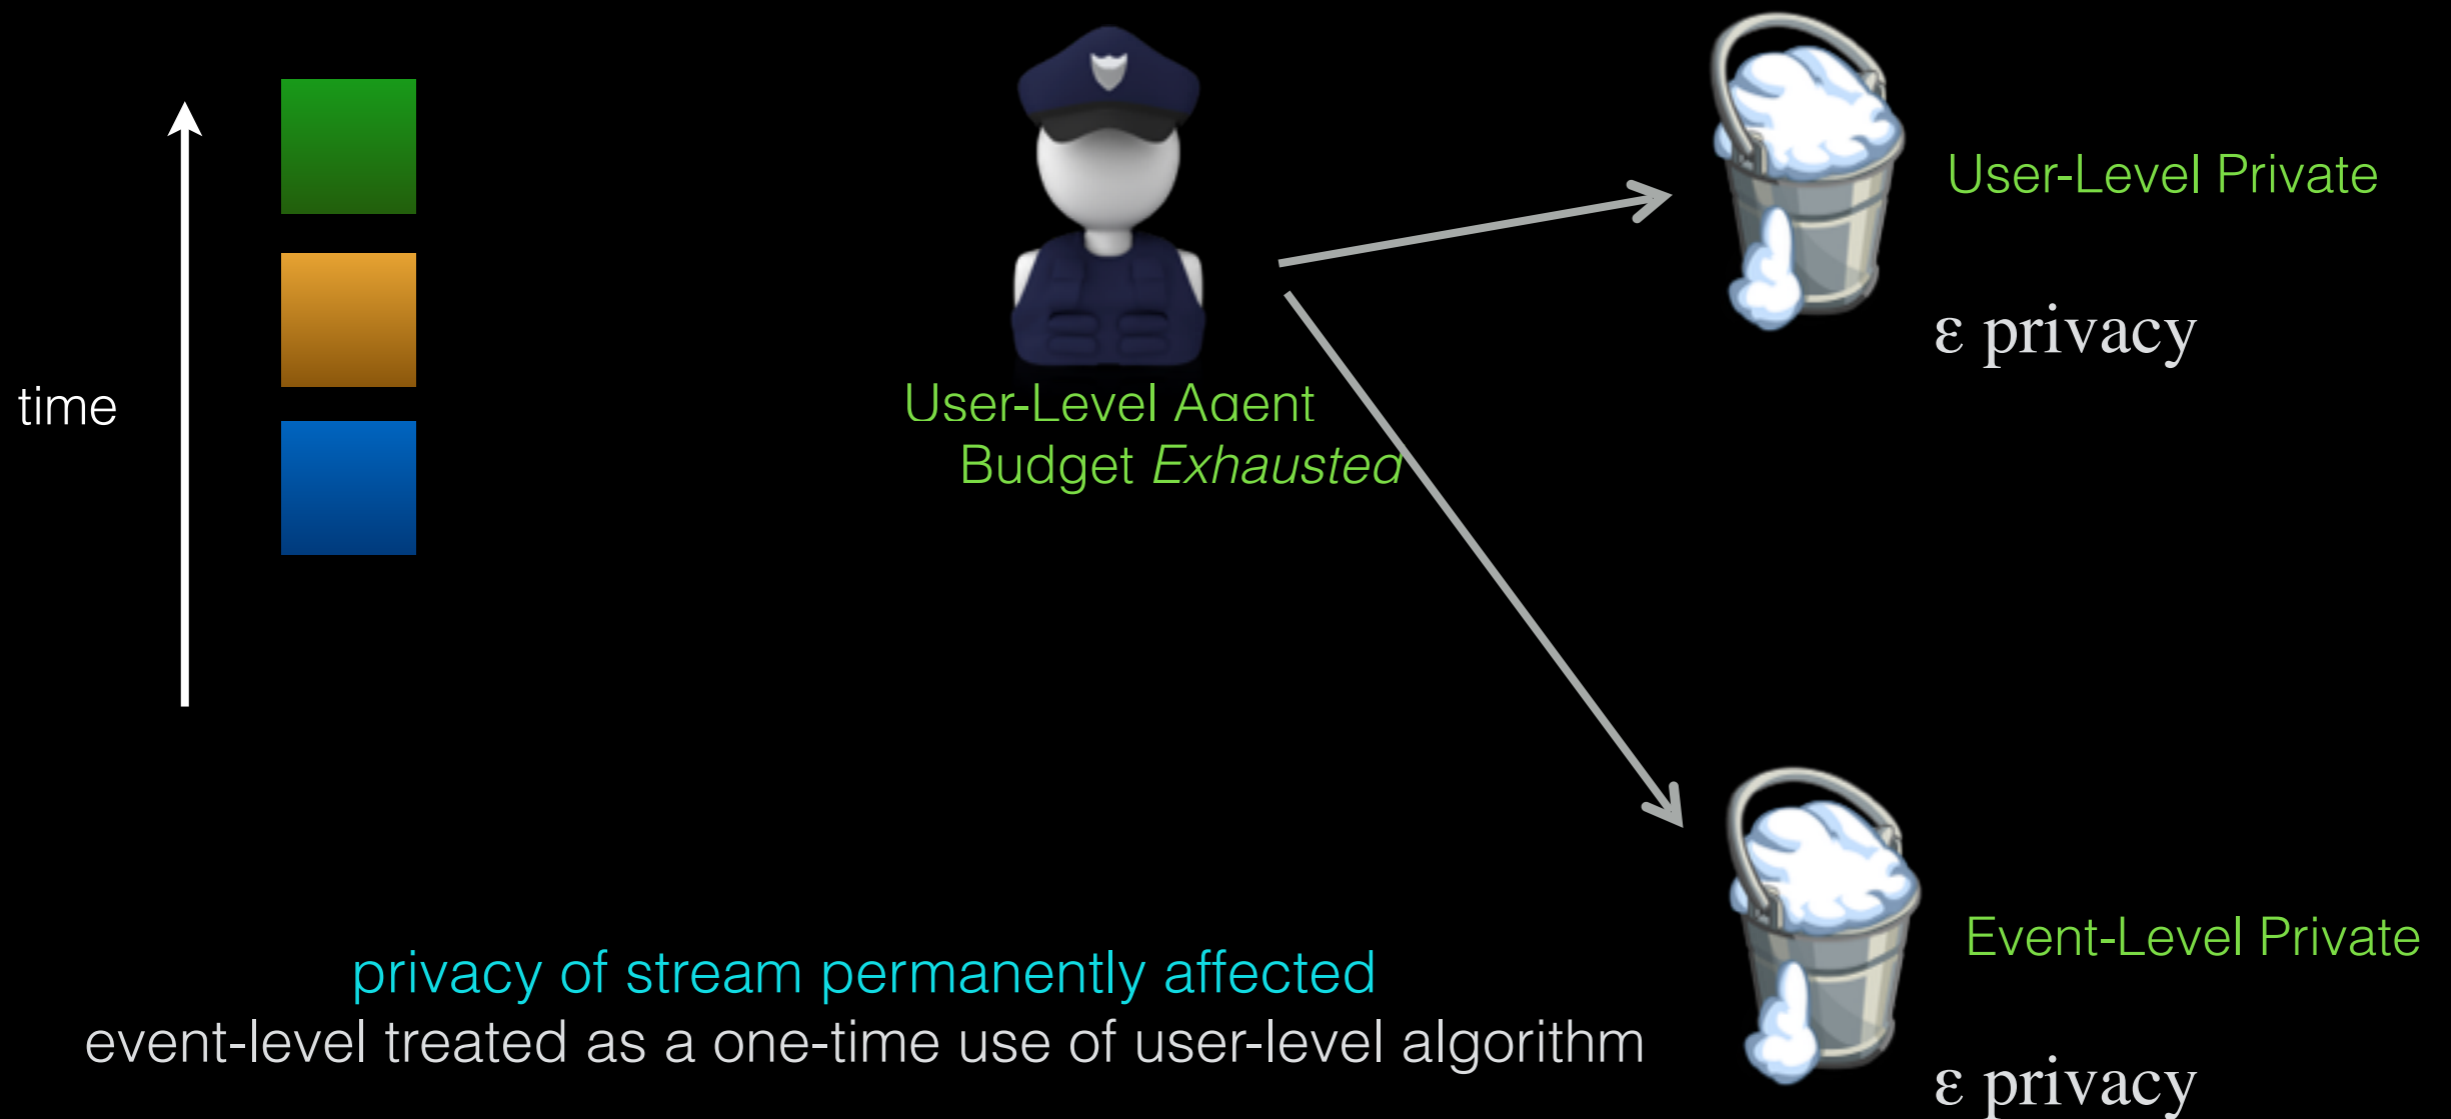 time
User-Level Agent
Budget Exhausted
User-Level Private
ε privacy
Event-Level Private
ε privacy
privacy of stream permanently affected
event-level treated as a one-time use of user-level algorithm